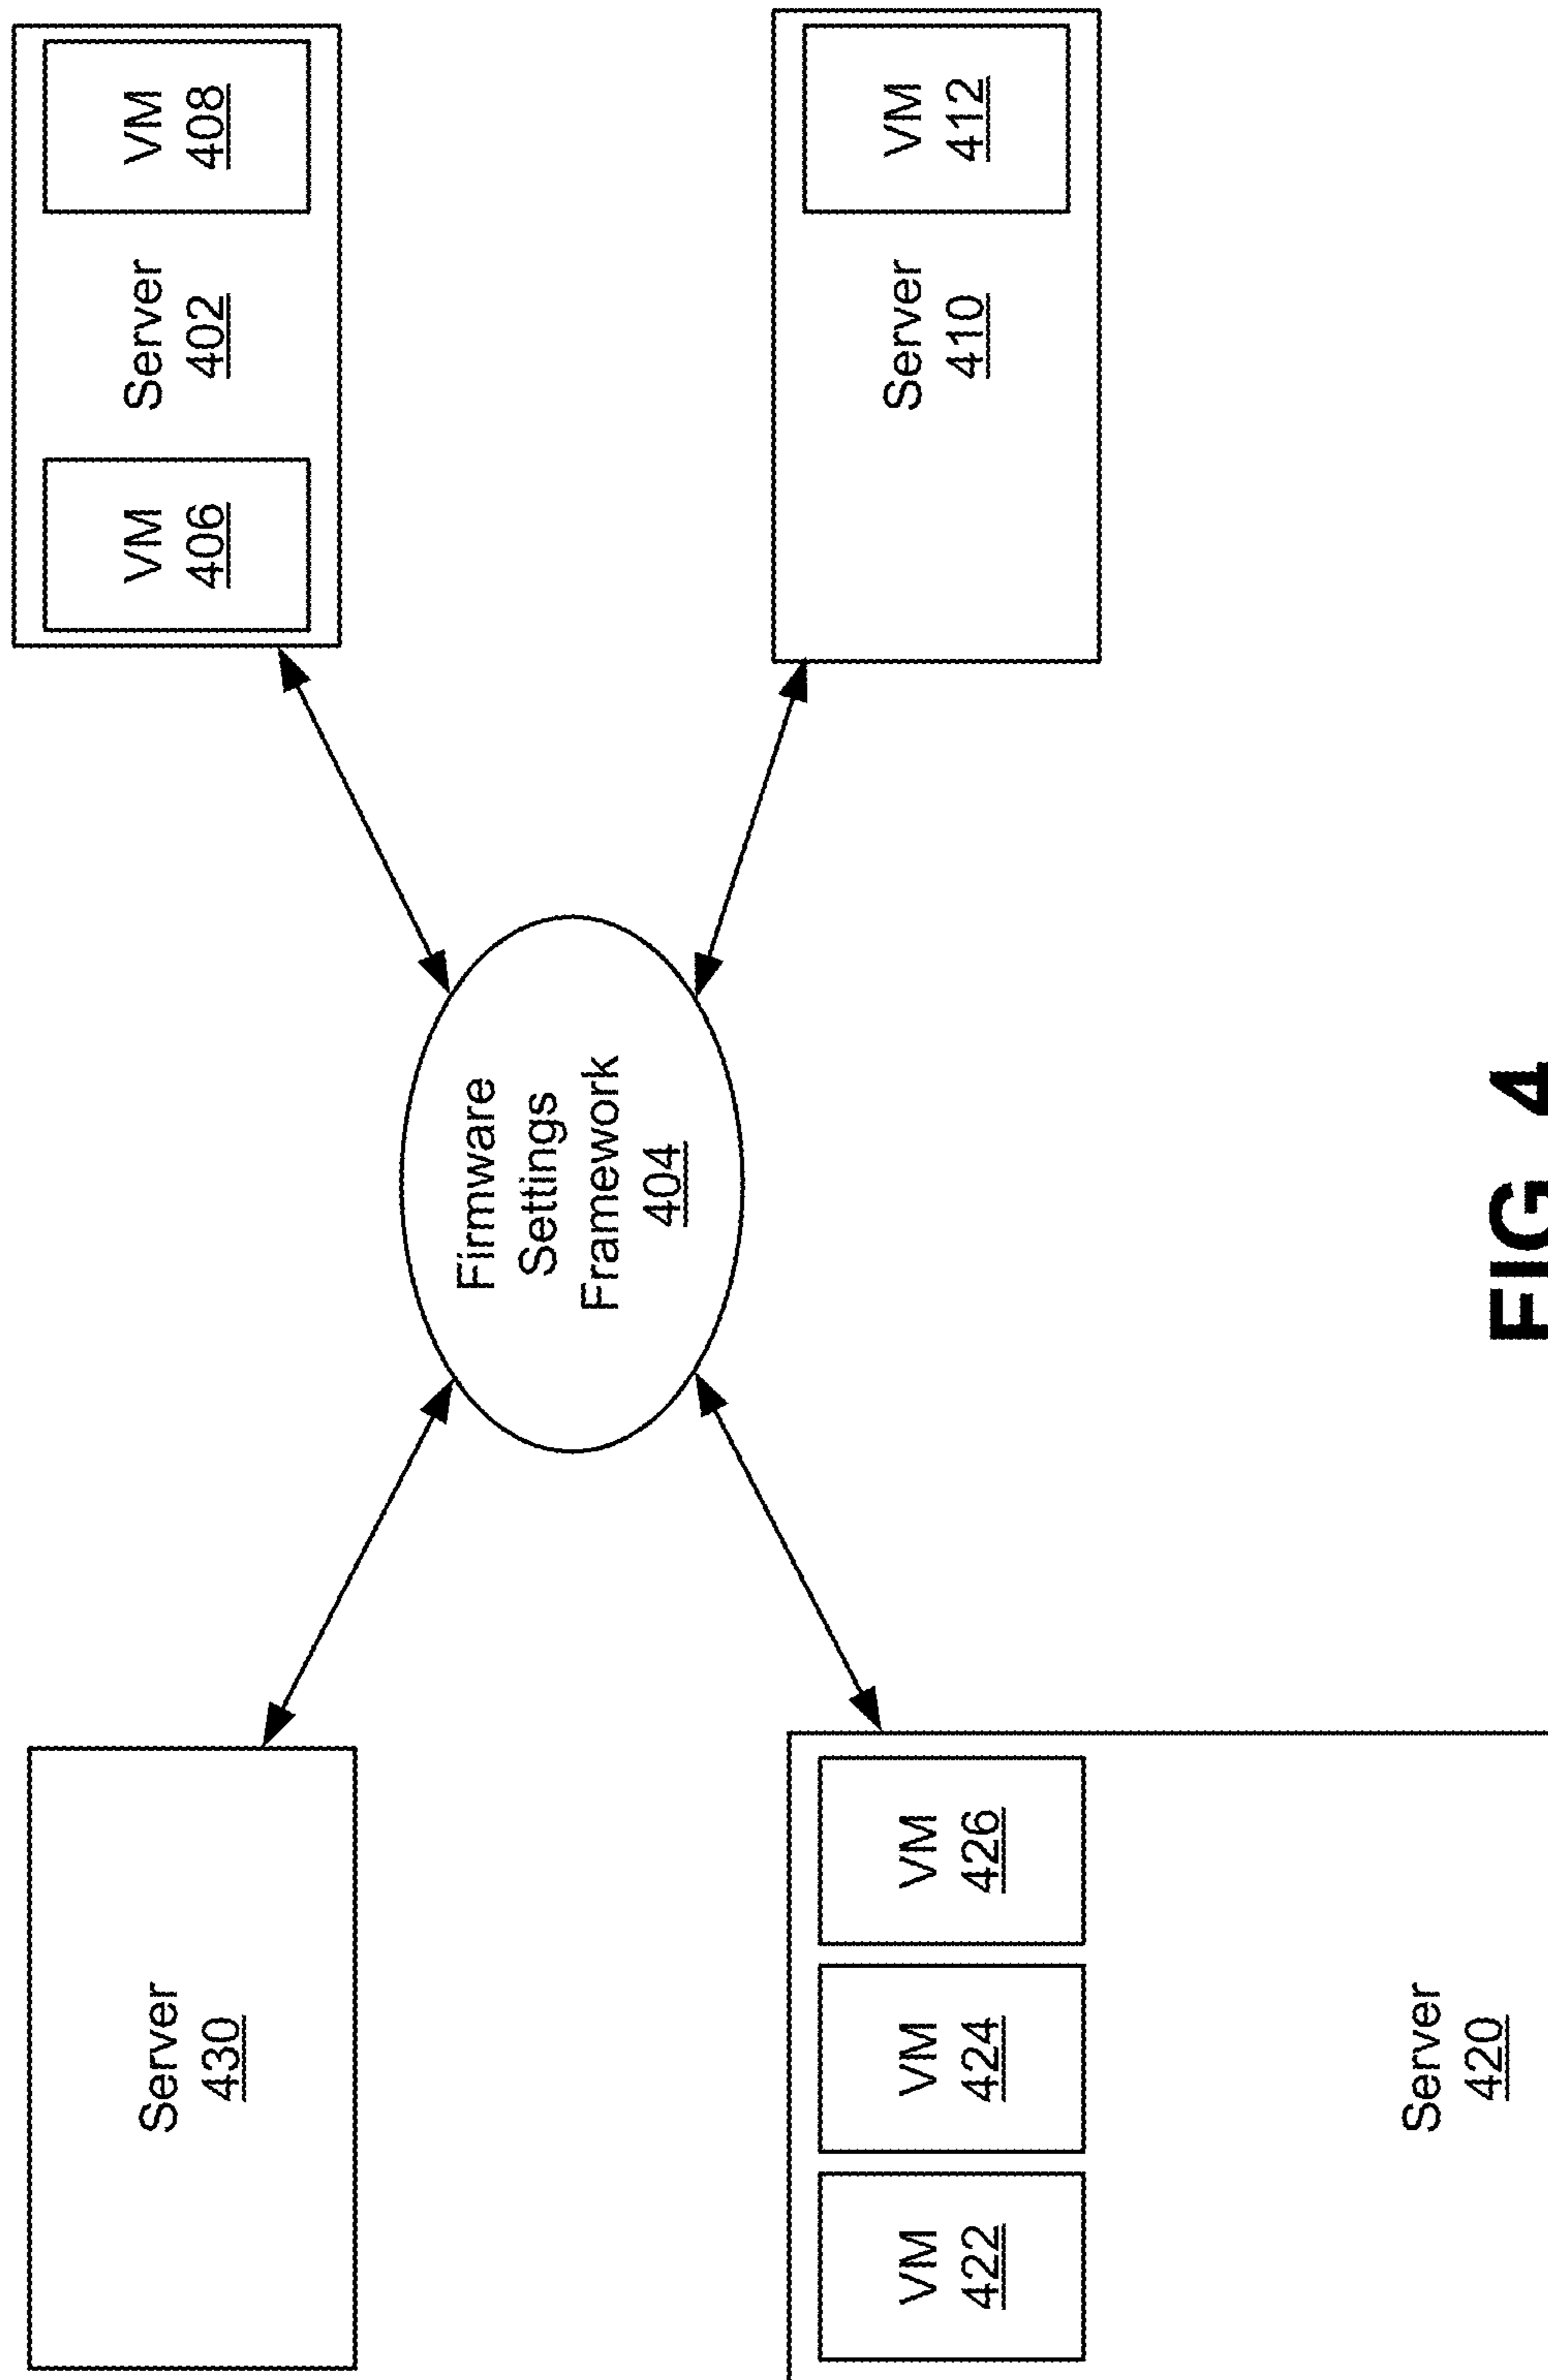 Server
430
VM
406
Server
402
VM
408
Firmware
Settings
Framework
404
VM
422
VM
424
VM
426
Server
420
Server
410
VM
412
FIG 4